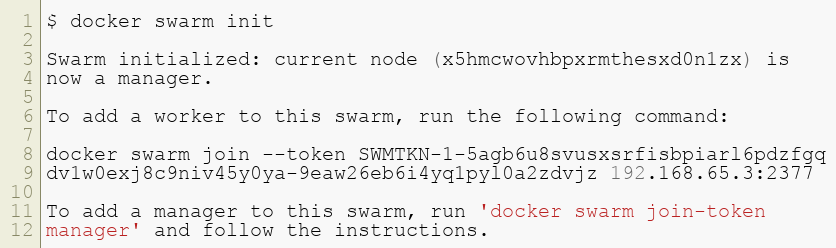 1 $ docker swarm init
2
3 Swarm initialized: current node (x5hmcwovhbpxrmthesxd0n1zx) is
4 now a manager.
5
6 To add a worker to this swarm, run the following command:
7
8 docker swarm join --token SWMTKN-1-5agb6u8svusxsrfisbpiarl6pdzfgq
9 dv1w0exj8c9niv45y0ya-9eaw26eb6i4yq1pyl0a2zdvjz 192.168.65.3:2377
10
11 To add a manager to this swarm, run 'docker swarm join-token
12 manager' and follow the instructions.